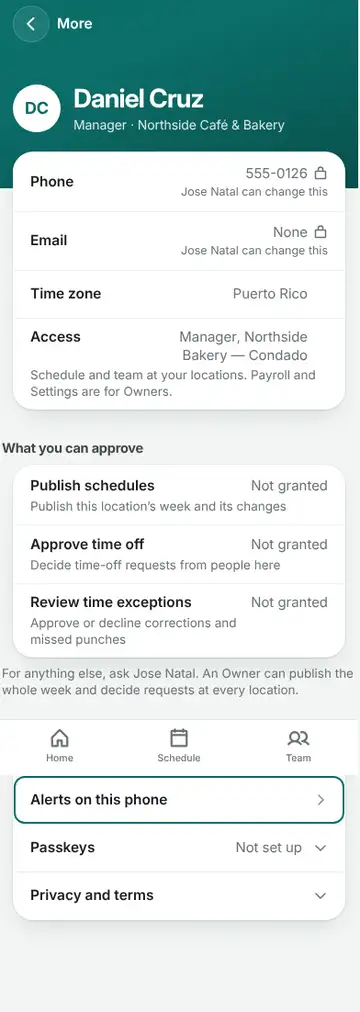 More
DC
Daniel Cruz
Manager · Northside Café & Bakery
Phone
555-0126
Jose Natal can change this
Email
None
Jose Natal can change this
Time zone
Puerto Rico
Access
Manager, Northside
Bakery — Condado
Schedule and team at your locations. Payroll and
Settings are for Owners.
What you can approve
Publish schedules
Not granted
Publish this location’s week and its changes
Approve time off
Not granted
Decide time-off requests from people here
Review time exceptions
Not granted
Approve or decline corrections and
missed punches
For anything else, ask Jose Natal. An Owner can publish the
whole week and decide requests at every location.
Home
Schedule
Team
Alerts on this phone
Passkeys
Not set up
Privacy and terms